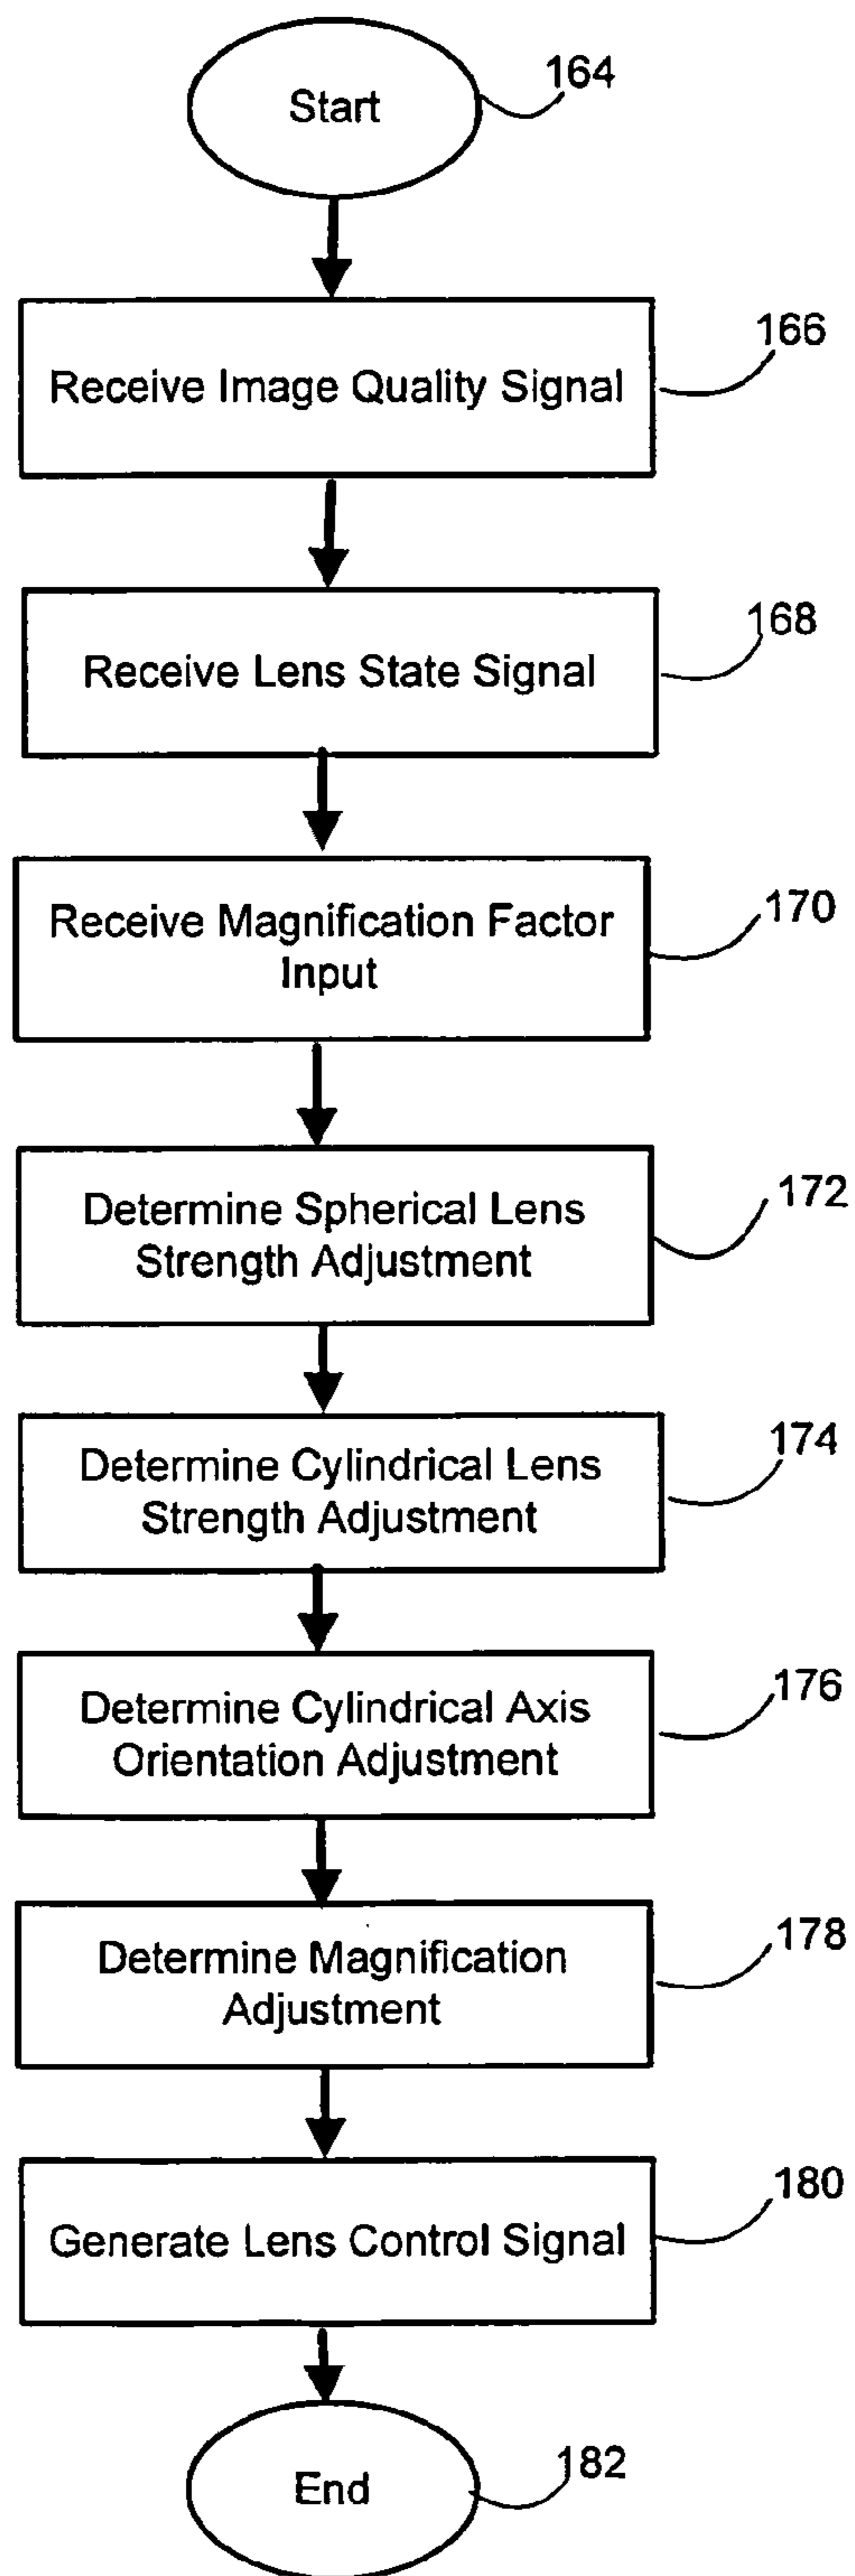 Start
164
Receive Image Quality Signal
166
Receive Lens State Signal
168
Receive Magnification Factor
Input
170
Determine Spherical Lens
Strength Adjustment
172
Determine Cylindrical Lens
Strength Adjustment
174
Determine Cylindrical Axis
Orientation Adjustment
176
Determine Magnification
Adjustment
178
Generate Lens Control Signal
180
End
182